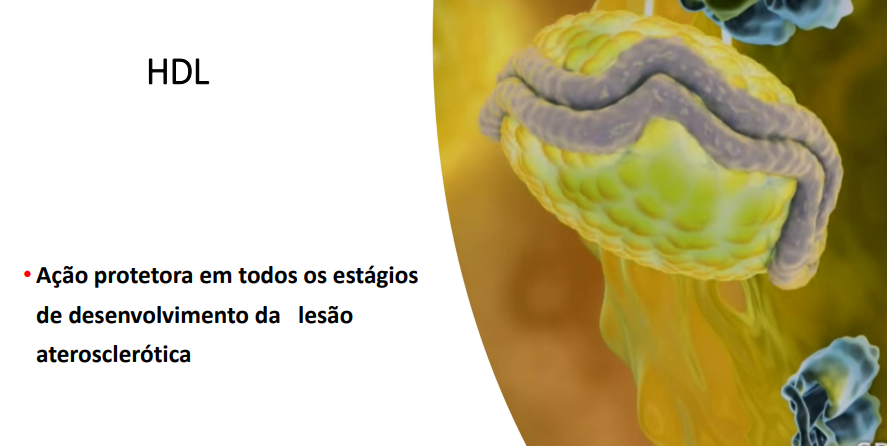 HDL
• Ação protetora em todos os estágios
de desenvolvimento da lesão
aterosclerótica